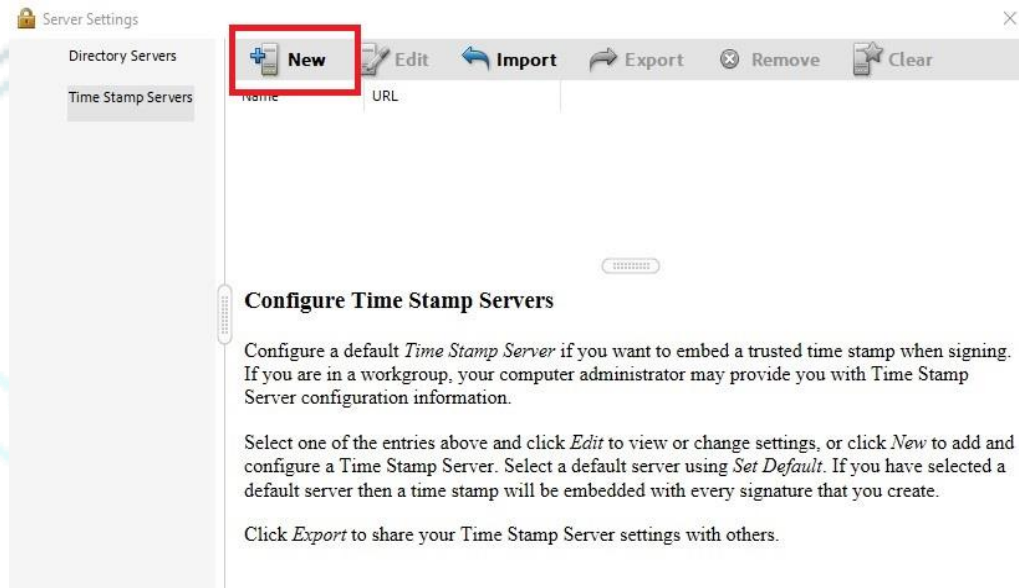 Server Settings
Directory Servers
Time Stamp Servers
New Edit Import Export Remove Clear
Name URL
Configure Time Stamp Servers
Configure a default Time Stamp Server if you want to embed a trusted time stamp when signing.
If you are in a workgroup, your computer administrator may provide you with Time Stamp
Server configuration information.
Select one of the entries above and click Edit to view or change settings, or click New to add and
configure a Time Stamp Server. Select a default server using Set Default. If you have selected a
default server then a time stamp will be embedded with every signature that you create.
Click Export to share your Time Stamp Server settings with others.